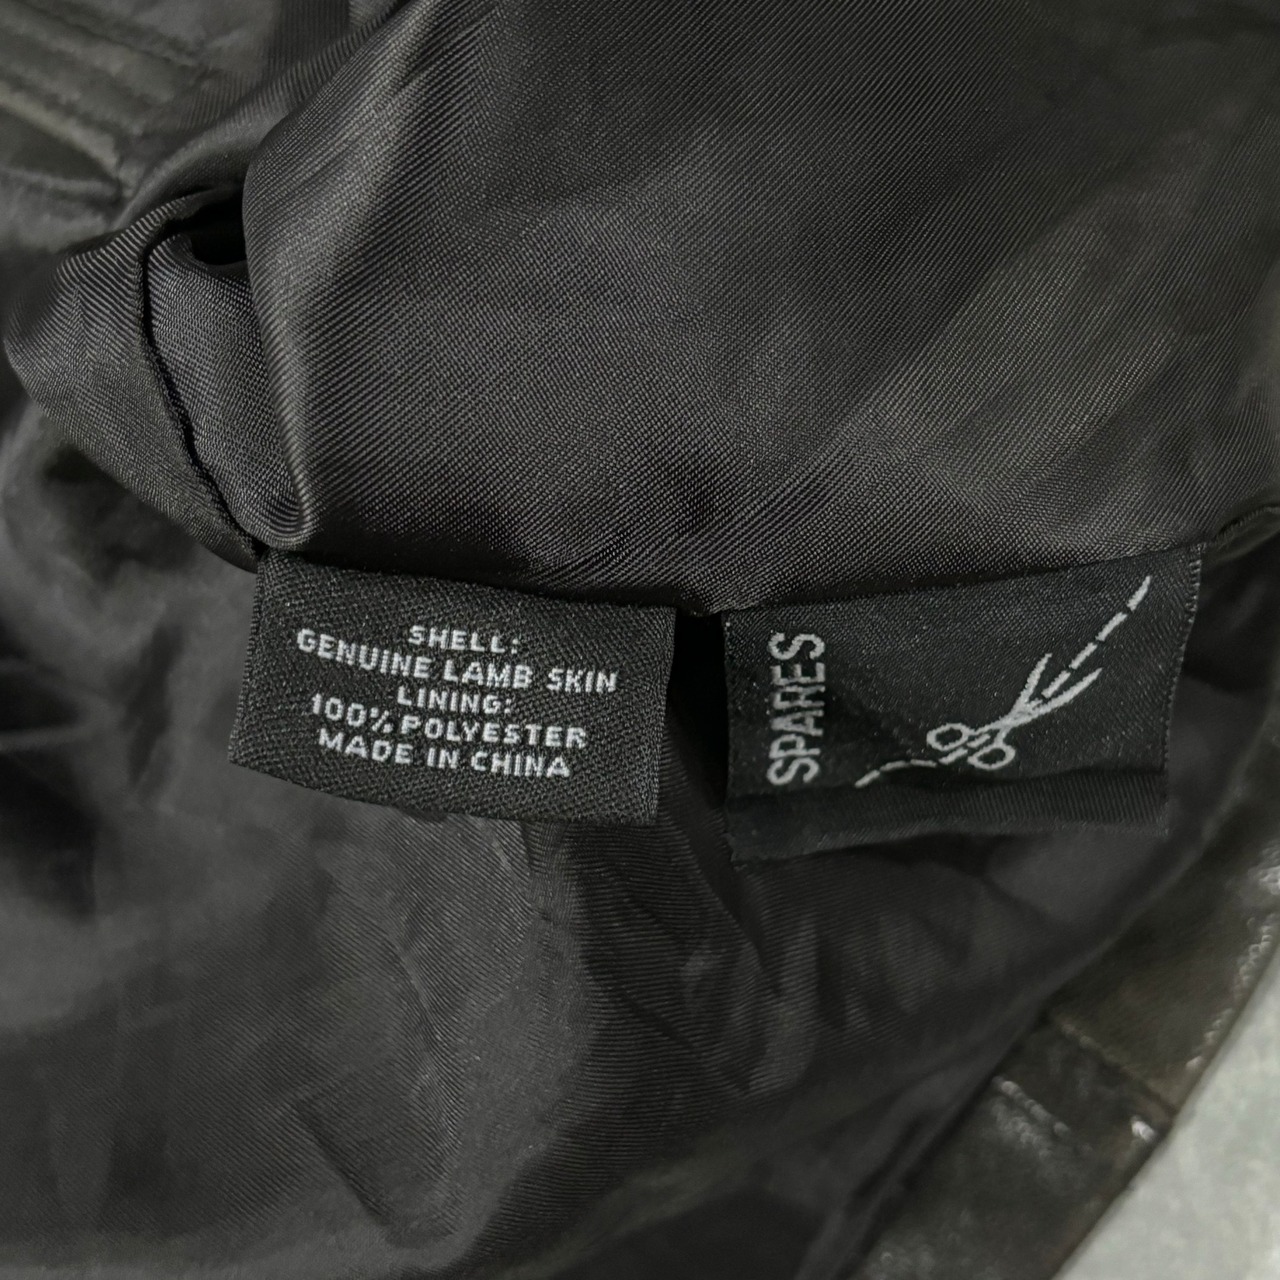 SHELL:
GENUINE LAMB SKIN
LINING:
100% POLYESTER
MADE IN CHINA
SPARES